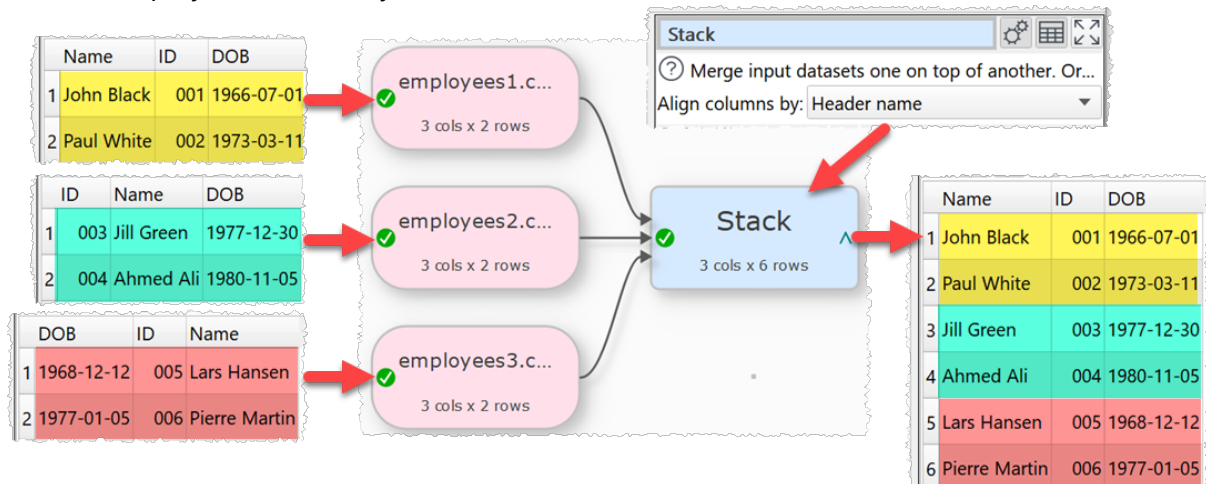 Name ID DOB
1 John Black 001 1966-07-01
2 Paul White 002 1973-03-11
ID Name DOB
1 003 Jill Green 1977-12-30
2 004 Ahmed Ali 1980-11-05
DOB ID Name
1 1968-12-12 005 Lars Hansen
2 1977-01-05 006 Pierre Martin
employees1.c...
3 cols x 2 rows
employees2.c...
3 cols x 2 rows
employees3.c...
3 cols x 2 rows
Stack
? Merge input datasets one on top of another. Or...
Align columns by: Header name
Stack
3 cols x 6 rows
Name ID DOB
1 John Black 001 1966-07-01
2 Paul White 002 1973-03-11
3 Jill Green 003 1977-12-30
4 Ahmed Ali 004 1980-11-05
5 Lars Hansen 005 1968-12-12
6 Pierre Martin 006 1977-01-05